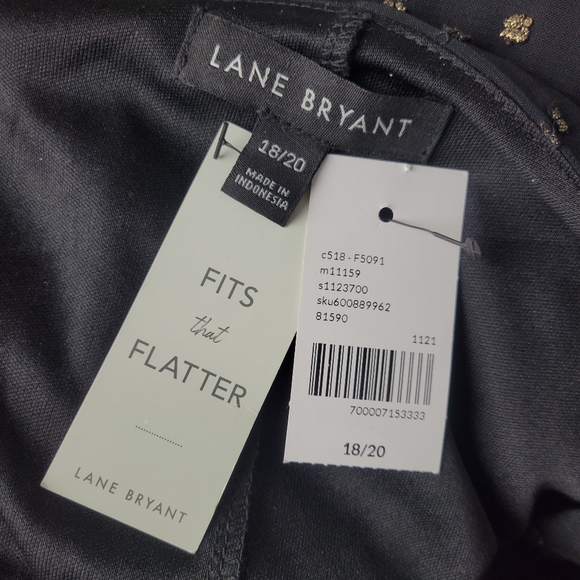 LANE BRYANT
18/20
MADE IN
INDONESIA
FITS
that
FLATTER
LANE BRYANT
c518 - F5091
m11159
s1123700
sku600889962
81590
1121
700007153333
18/20